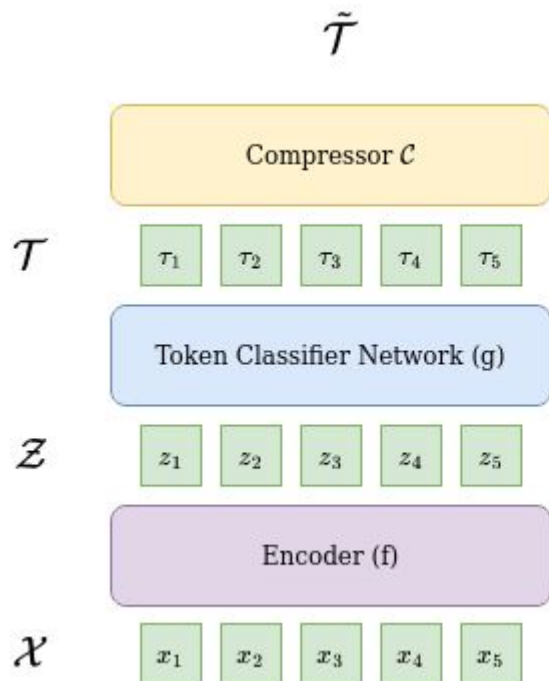 𝒯̃
Compressor 𝒞
𝒯 τ₁ τ₂ τ₃ τ₄ τ₅
Token Classifier Network (g)
𝒵 z₁ z₂ z₃ z₄ z₅
Encoder (f)
𝒳 x₁ x₂ x₃ x₄ x₅